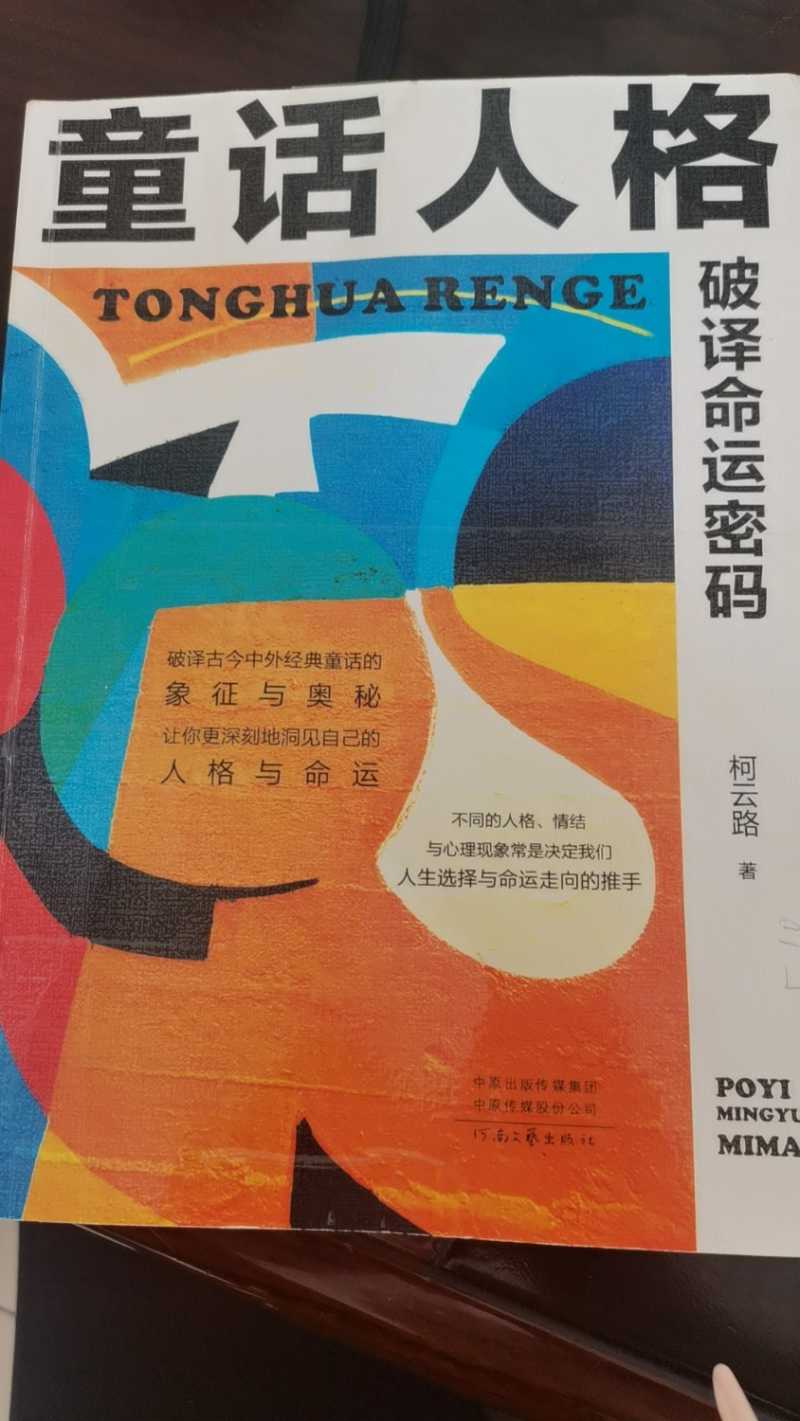 童话人格
TONGHUA RENGE
破译命运密码
破译古今中外经典童话的
象征与奥秘
让你更深刻地洞见自己的
人格与命运
不同的人格、情结
与心理现象常是决定我们
人生选择与命运走向的推手
柯云路 著
中原出版传媒集团
中原传媒股份公司
河南文艺出版社
POYI
MINGYU
MIMA